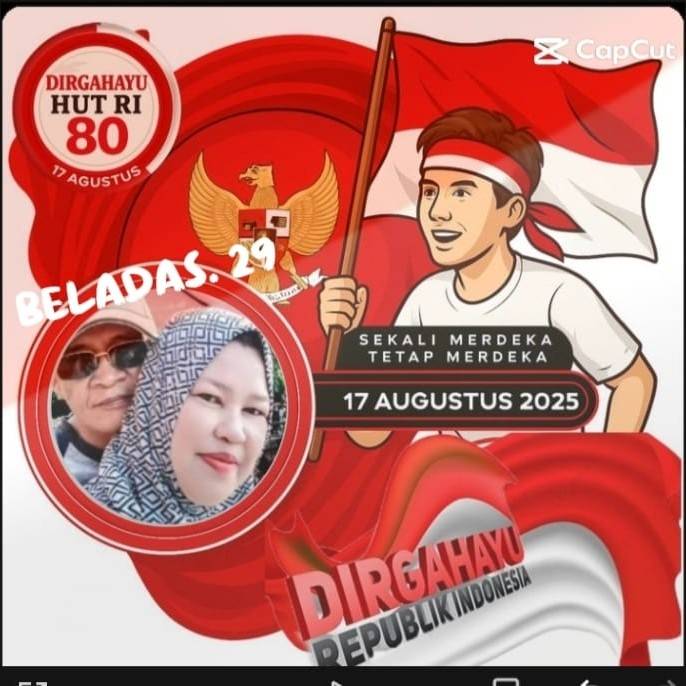 CapCut
DIRGAHAYU
HUT RI
80
17 AGUSTUS
BELADAS. 29
SEKALI MERDEKA
TETAP MERDEKA
17 AUGUSTUS 2025
DIRGAHAYU
REPUBLIK INDONESIA